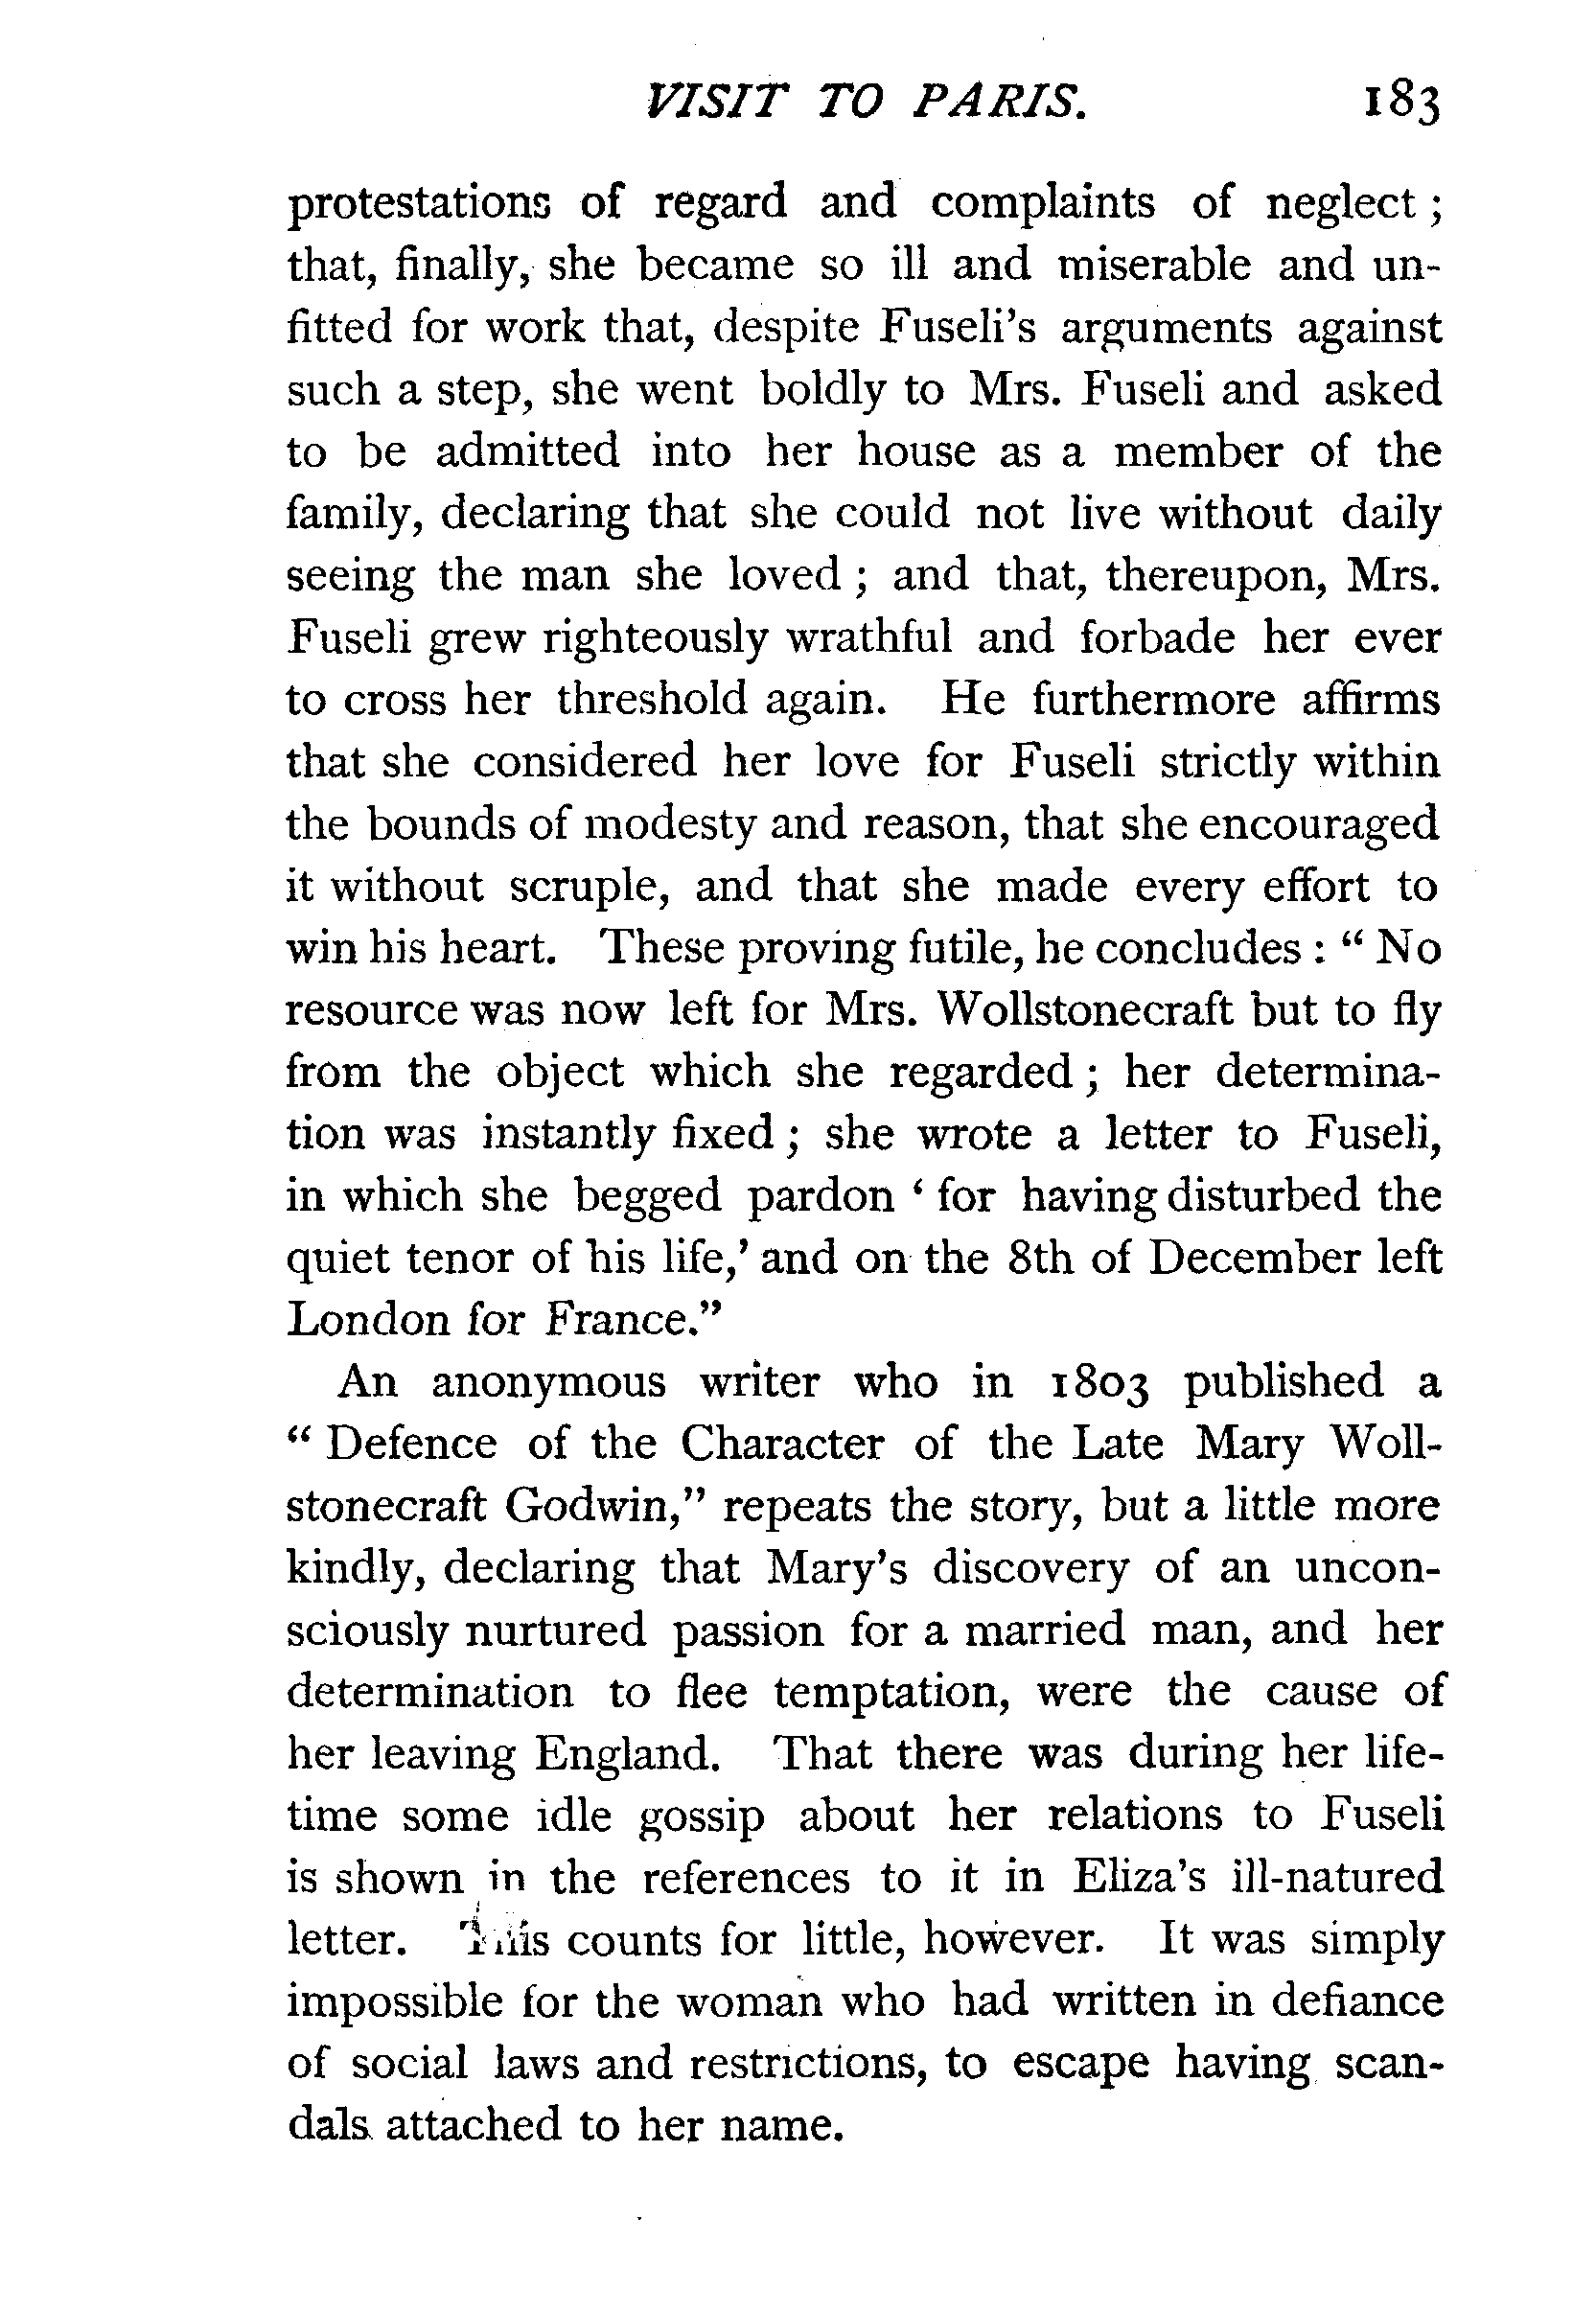 VISIT TO PARIS. 183
protestations of regard and complaints of neglect ;
that, finally, she became so ill and miserable and un-
fitted for work that, despite Fuseli's arguments against
such a step, she went boldly to Mrs. Fuseli and asked
to be admitted into her house as a member of the
family, declaring that she could not live without daily
seeing the man she loved ; and that, thereupon, Mrs.
Fuseli grew righteously wrathful and forbade her ever
to cross her threshold again. He furthermore affirms
that she considered her love for Fuseli strictly within
the bounds of modesty and reason, that she encouraged
it without scruple, and that she made every effort to
win his heart. These proving futile, he concludes : “ No
resource was now left for Mrs. Wollstonecraft but to fly
from the object which she regarded ; her determina-
tion was instantly fixed ; she wrote a letter to Fuseli,
in which she begged pardon ‘ for having disturbed the
quiet tenor of his life,’ and on the 8th of December left
London for France.”
An anonymous writer who in 1803 published a
“ Defence of the Character of the Late Mary Woll-
stonecraft Godwin,” repeats the story, but a little more
kindly, declaring that Mary's discovery of an uncon-
sciously nurtured passion for a married man, and her
determination to flee temptation, were the cause of
her leaving England. That there was during her life-
time some idle gossip about her relations to Fuseli
is shown in the references to it in Eliza's ill-natured
letter. This counts for little, however. It was simply
impossible for the woman who had written in defiance
of social laws and restrictions, to escape having scan-
dals attached to her name.